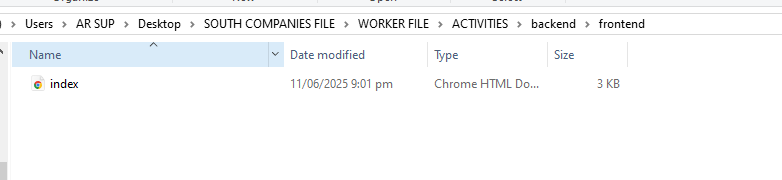 ) › Users › AR SUP › Desktop › SOUTH COMPANIES FILE › WORKER FILE › ACTIVITIES › backend › frontend
Name Date modified Type Size
index 11/06/2025 9:01 pm Chrome HTML Do... 3 KB